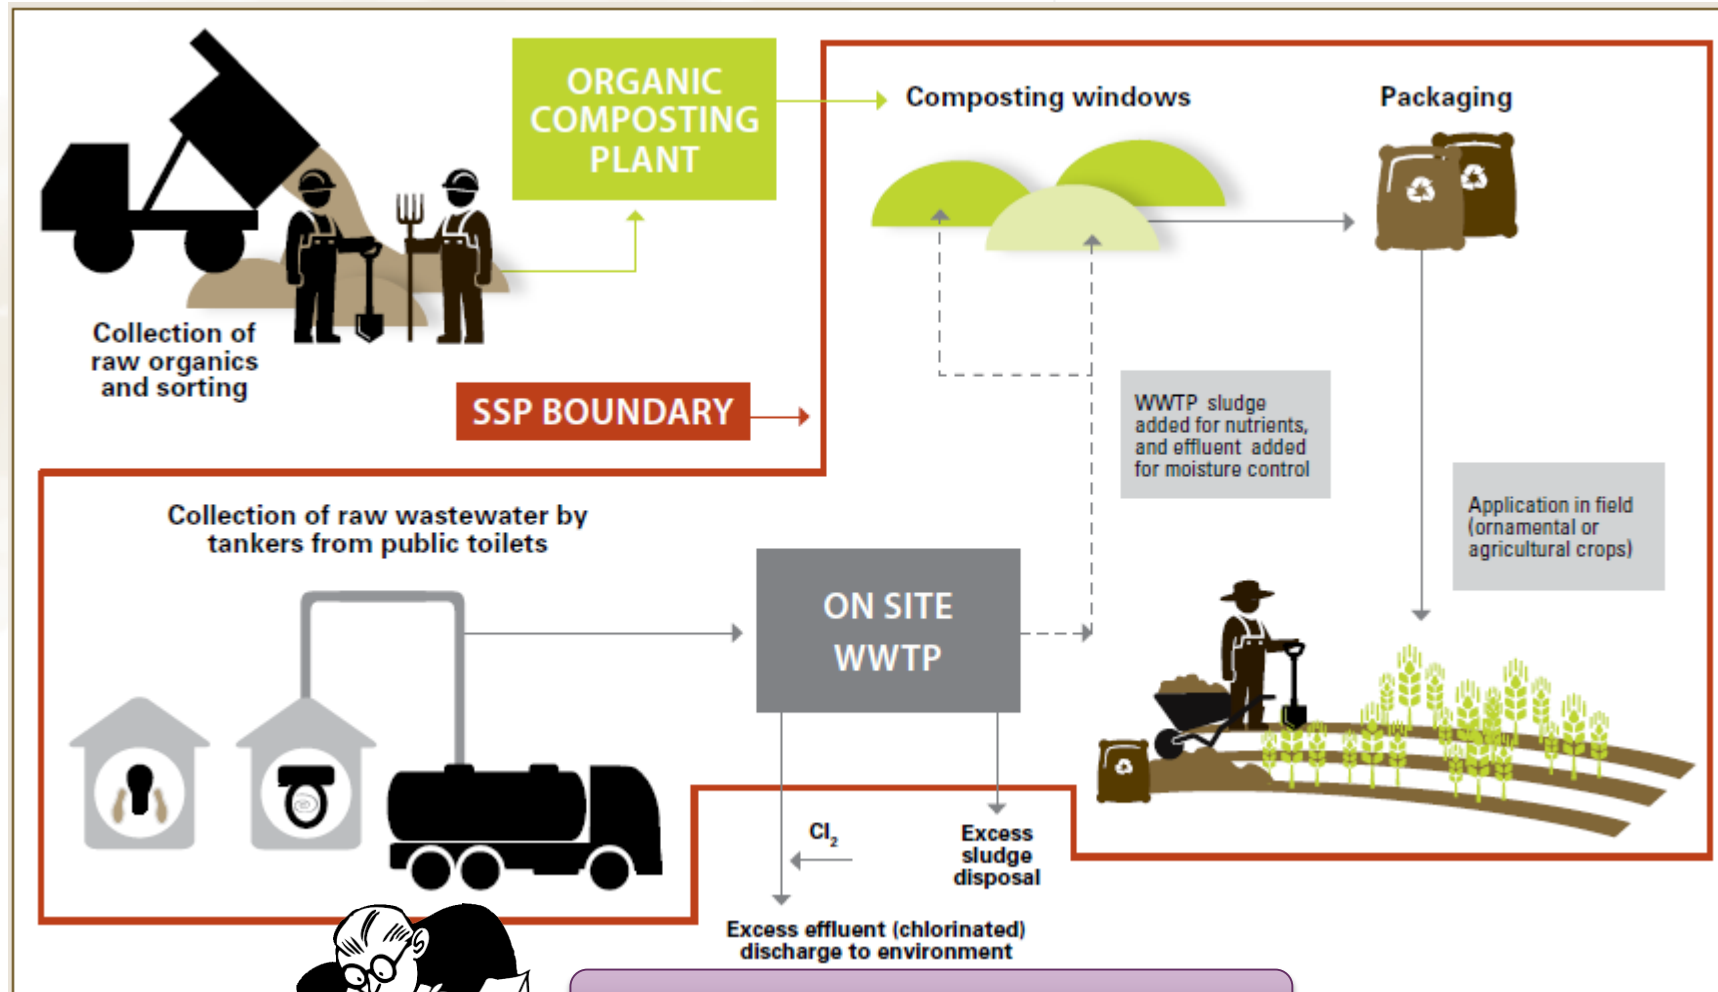 ORGANIC
COMPOSTING
PLANT
Composting windows
Packaging
Collection of
raw organics
and sorting
SSP BOUNDARY
WWTP sludge
added for nutrients,
and effluent added
for moisture control
Application in field
(ornamental or
agricultural crops)
Collection of raw wastewater by
tankers from public toilets
ON SITE
WWTP
Cl₂
Excess
sludge
disposal
Excess effluent (chlorinated)
discharge to environment